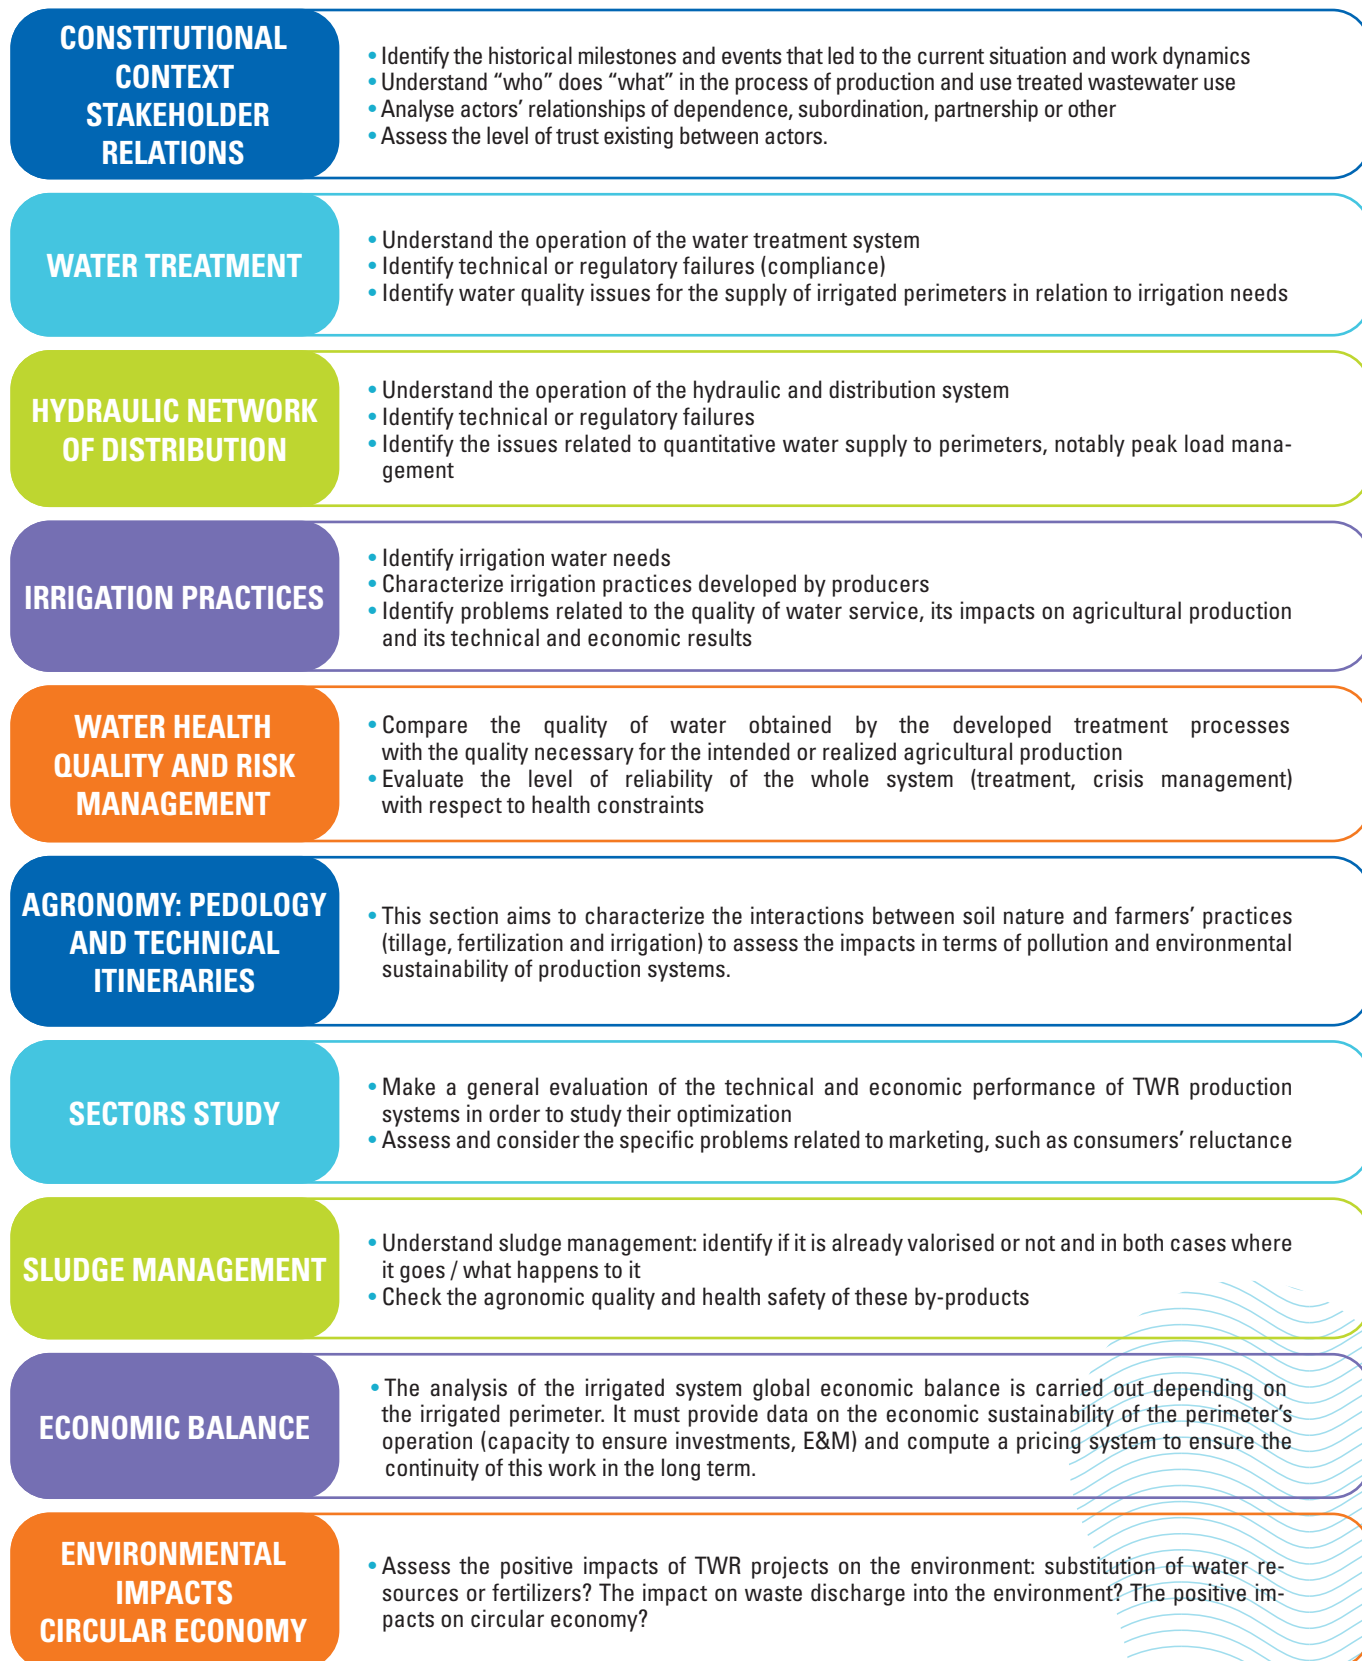 CONSTITUTIONAL
CONTEXT
STAKEHOLDER
RELATIONS
• Identify the historical milestones and events that led to the current situation and work dynamics
• Understand “who” does “what” in the process of production and use treated wastewater use
• Analyse actors’ relationships of dependence, subordination, partnership or other
• Assess the level of trust existing between actors.
WATER TREATMENT
• Understand the operation of the water treatment system
• Identify technical or regulatory failures (compliance)
• Identify water quality issues for the supply of irrigated perimeters in relation to irrigation needs
HYDRAULIC NETWORK
OF DISTRIBUTION
• Understand the operation of the hydraulic and distribution system
• Identify technical or regulatory failures
• Identify the issues related to quantitative water supply to perimeters, notably peak load mana-
gement
IRRIGATION PRACTICES
• Identify irrigation water needs
• Characterize irrigation practices developed by producers
• Identify problems related to the quality of water service, its impacts on agricultural production
and its technical and economic results
WATER HEALTH
QUALITY AND RISK
MANAGEMENT
• Compare the quality of water obtained by the developed treatment processes
with the quality necessary for the intended or realized agricultural production
• Evaluate the level of reliability of the whole system (treatment, crisis management)
with respect to health constraints
AGRONOMY: PEDOLOGY
AND TECHNICAL
ITINERARIES
• This section aims to characterize the interactions between soil nature and farmers’ practices
(tillage, fertilization and irrigation) to assess the impacts in terms of pollution and environmental
sustainability of production systems.
SECTORS STUDY
• Make a general evaluation of the technical and economic performance of TWR production
systems in order to study their optimization
• Assess and consider the specific problems related to marketing, such as consumers’ reluctance
SLUDGE MANAGEMENT
• Understand sludge management: identify if it is already valorised or not and in both cases where
it goes / what happens to it
• Check the agronomic quality and health safety of these by-products
ECONOMIC BALANCE
• The analysis of the irrigated system global economic balance is carried out depending on
the irrigated perimeter. It must provide data on the economic sustainability of the perimeter’s
operation (capacity to ensure investments, E&M) and compute a pricing system to ensure the
continuity of this work in the long term.
ENVIRONMENTAL
IMPACTS
CIRCULAR ECONOMY
• Assess the positive impacts of TWR projects on the environment: substitution of water re-
sources or fertilizers? The impact on waste discharge into the environment? The positive im-
pacts on circular economy?